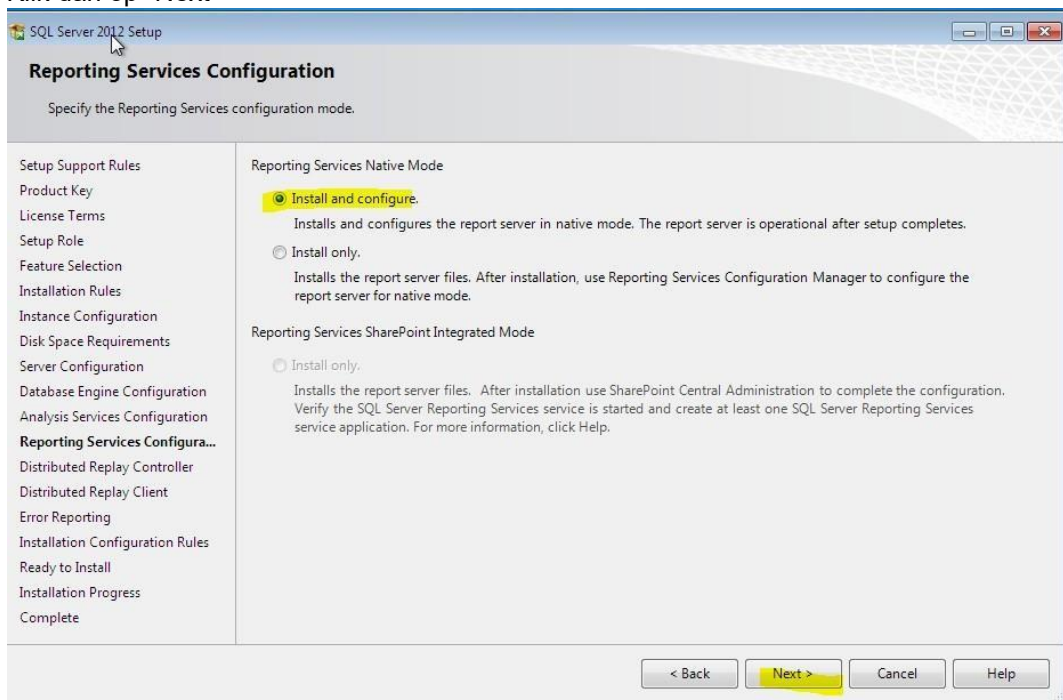 SQL Server 2012 Setup
Reporting Services Configuration
Specify the Reporting Services configuration mode.
Setup Support Rules
Product Key
License Terms
Setup Role
Feature Selection
Installation Rules
Instance Configuration
Disk Space Requirements
Server Configuration
Database Engine Configuration
Analysis Services Configuration
Reporting Services Configura...
Distributed Replay Controller
Distributed Replay Client
Error Reporting
Installation Configuration Rules
Ready to Install
Installation Progress
Complete
Reporting Services Native Mode
Install and configure.
Installs and configures the report server in native mode. The report server is operational after setup completes.
Install only.
Installs the report server files. After installation, use Reporting Services Configuration Manager to configure the
report server for native mode.
Reporting Services SharePoint Integrated Mode
Install only.
Installs the report server files. After installation use SharePoint Central Administration to complete the configuration.
Verify the SQL Server Reporting Services service is started and create at least one SQL Server Reporting Services
service application. For more information, click Help.
< Back
Next >
Cancel
Help